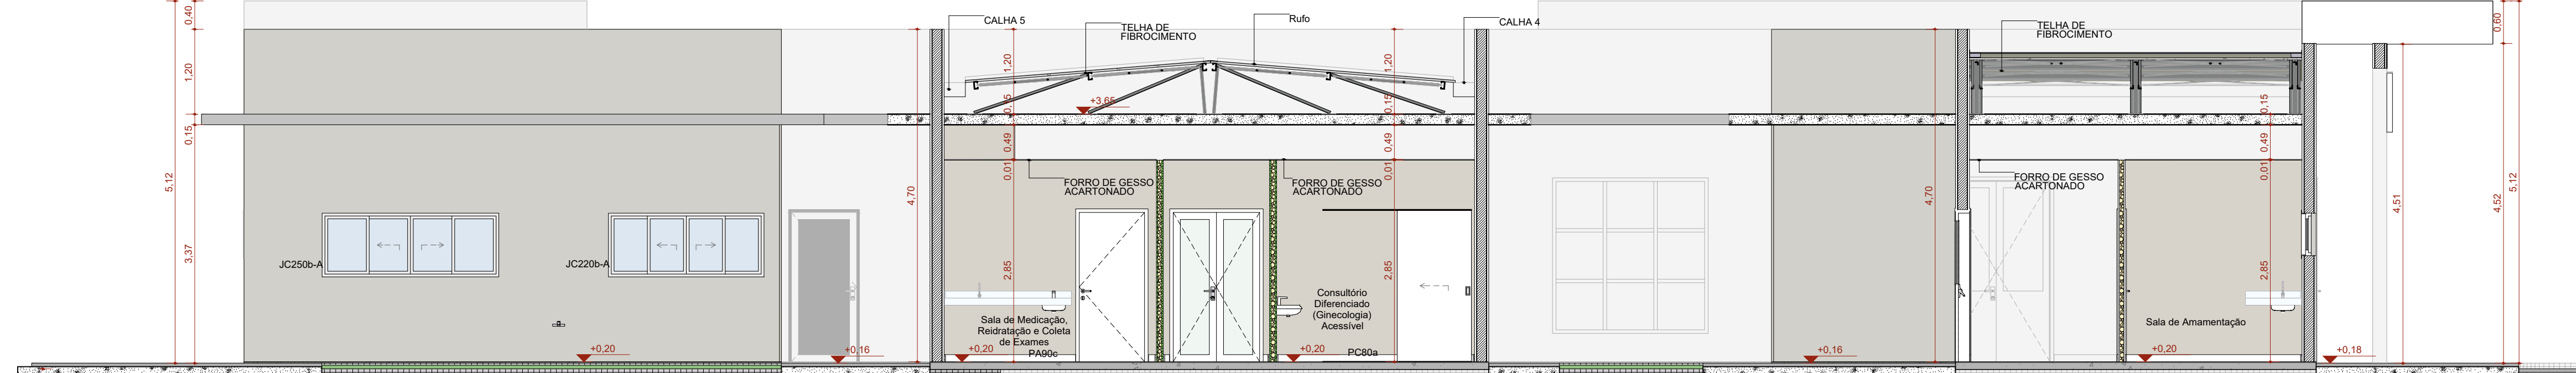 0,40
1,20
0,15
3,37
5,12
JC250b-A
JC220b-A
+0,20
+0,16
4,70
CALHA 5
TELHA DE
FIBROCIMENTO
Rufo
CALHA 4
1,20
0,15
+3,65
0,49
0,01
2,85
FORRO DE GESSO
ACARTONADO
Sala de Medicação,
Reidratação e Coleta
de Exames
PA90c
+0,20
FORRO DE GESSO
ACARTONADO
1,20
0,15
0,49
0,01
2,85
Consultório
Diferenciado
(Ginecologia)
Acessível
PC80a
+0,20
+0,16
4,70
TELHA DE
FIBROCIMENTO
FORRO DE GESSO
ACARTONADO
0,15
0,49
0,01
2,85
Sala de Amamentação
+0,20
+0,18
4,51
0,60
4,52
5,12